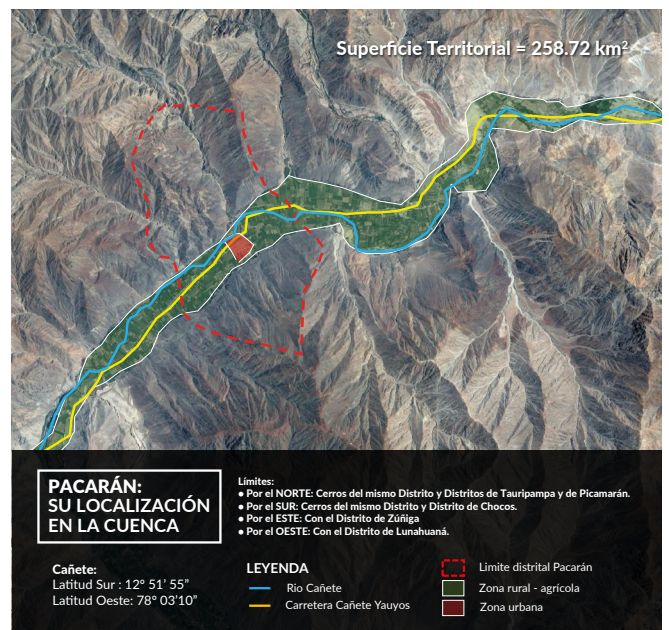 Superficie Territorial = 258.72 km²
PACARÁN:
SU LOCALIZACIÓN
EN LA CUENCA
Límites:
● Por el NORTE: Cerros del mismo Distrito y Distritos de Tauripampa y de Picamarán.
● Por el SUR: Cerros del mismo Distrito y Distrito de Chocos.
● Por el ESTE: Con el Distrito de Zúñiga
● Por el OESTE: Con el Distrito de Lunahuaná.
Cañete:
Latitud Sur : 12° 51' 55”
Latitud Oeste: 78° 03'10”
LEYENDA
Rio Cañete
Carretera Cañete Yauyos
Limite distrital Pacarán
Zona rural - agrícola
Zona urbana